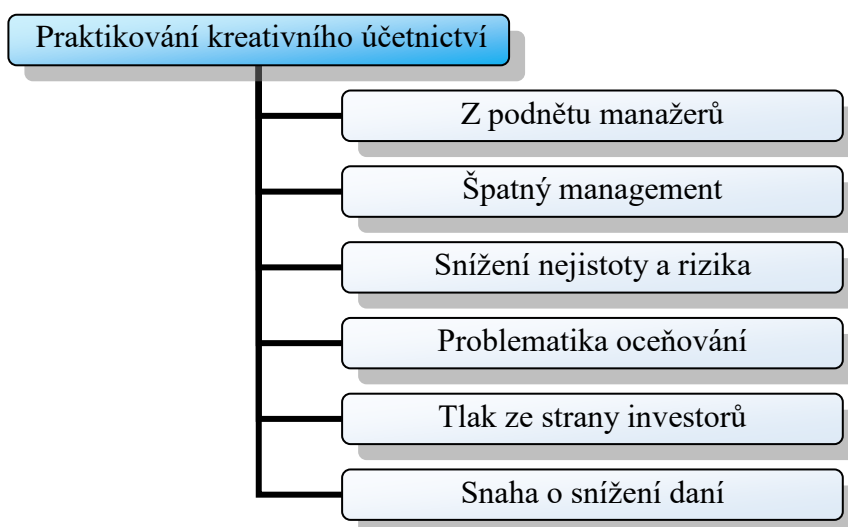 Praktikování kreativního účetnictví
Z podnětu manažerů
Špatný management
Snížení nejistoty a rizika
Problematika oceňování
Tlak ze strany investorů
Snaha o snížení daní